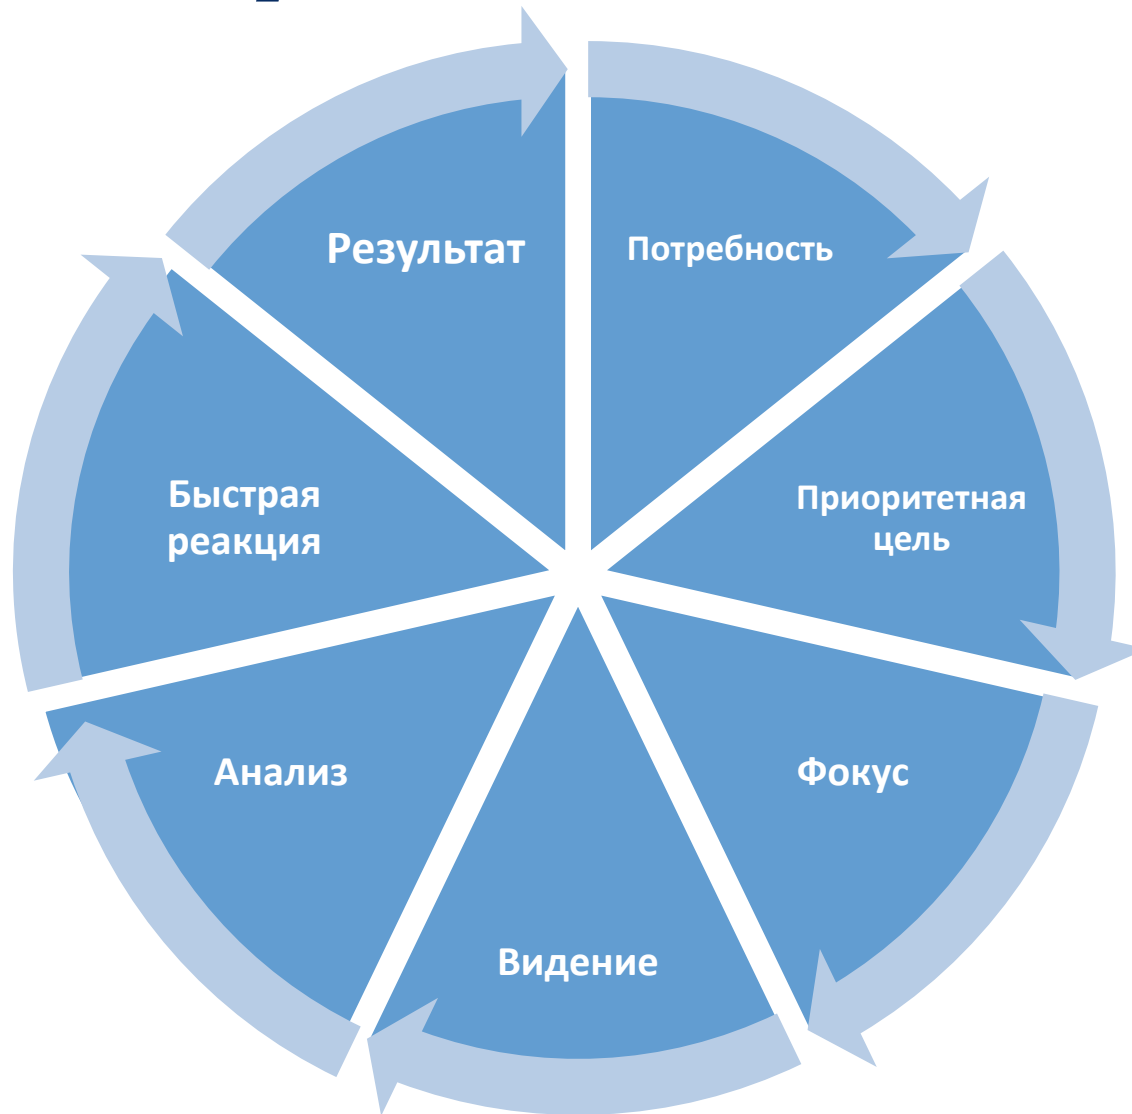 Результат
Потребность
Приоритетная
цель
Фокус
Видение
Анализ
Быстрая
реакция